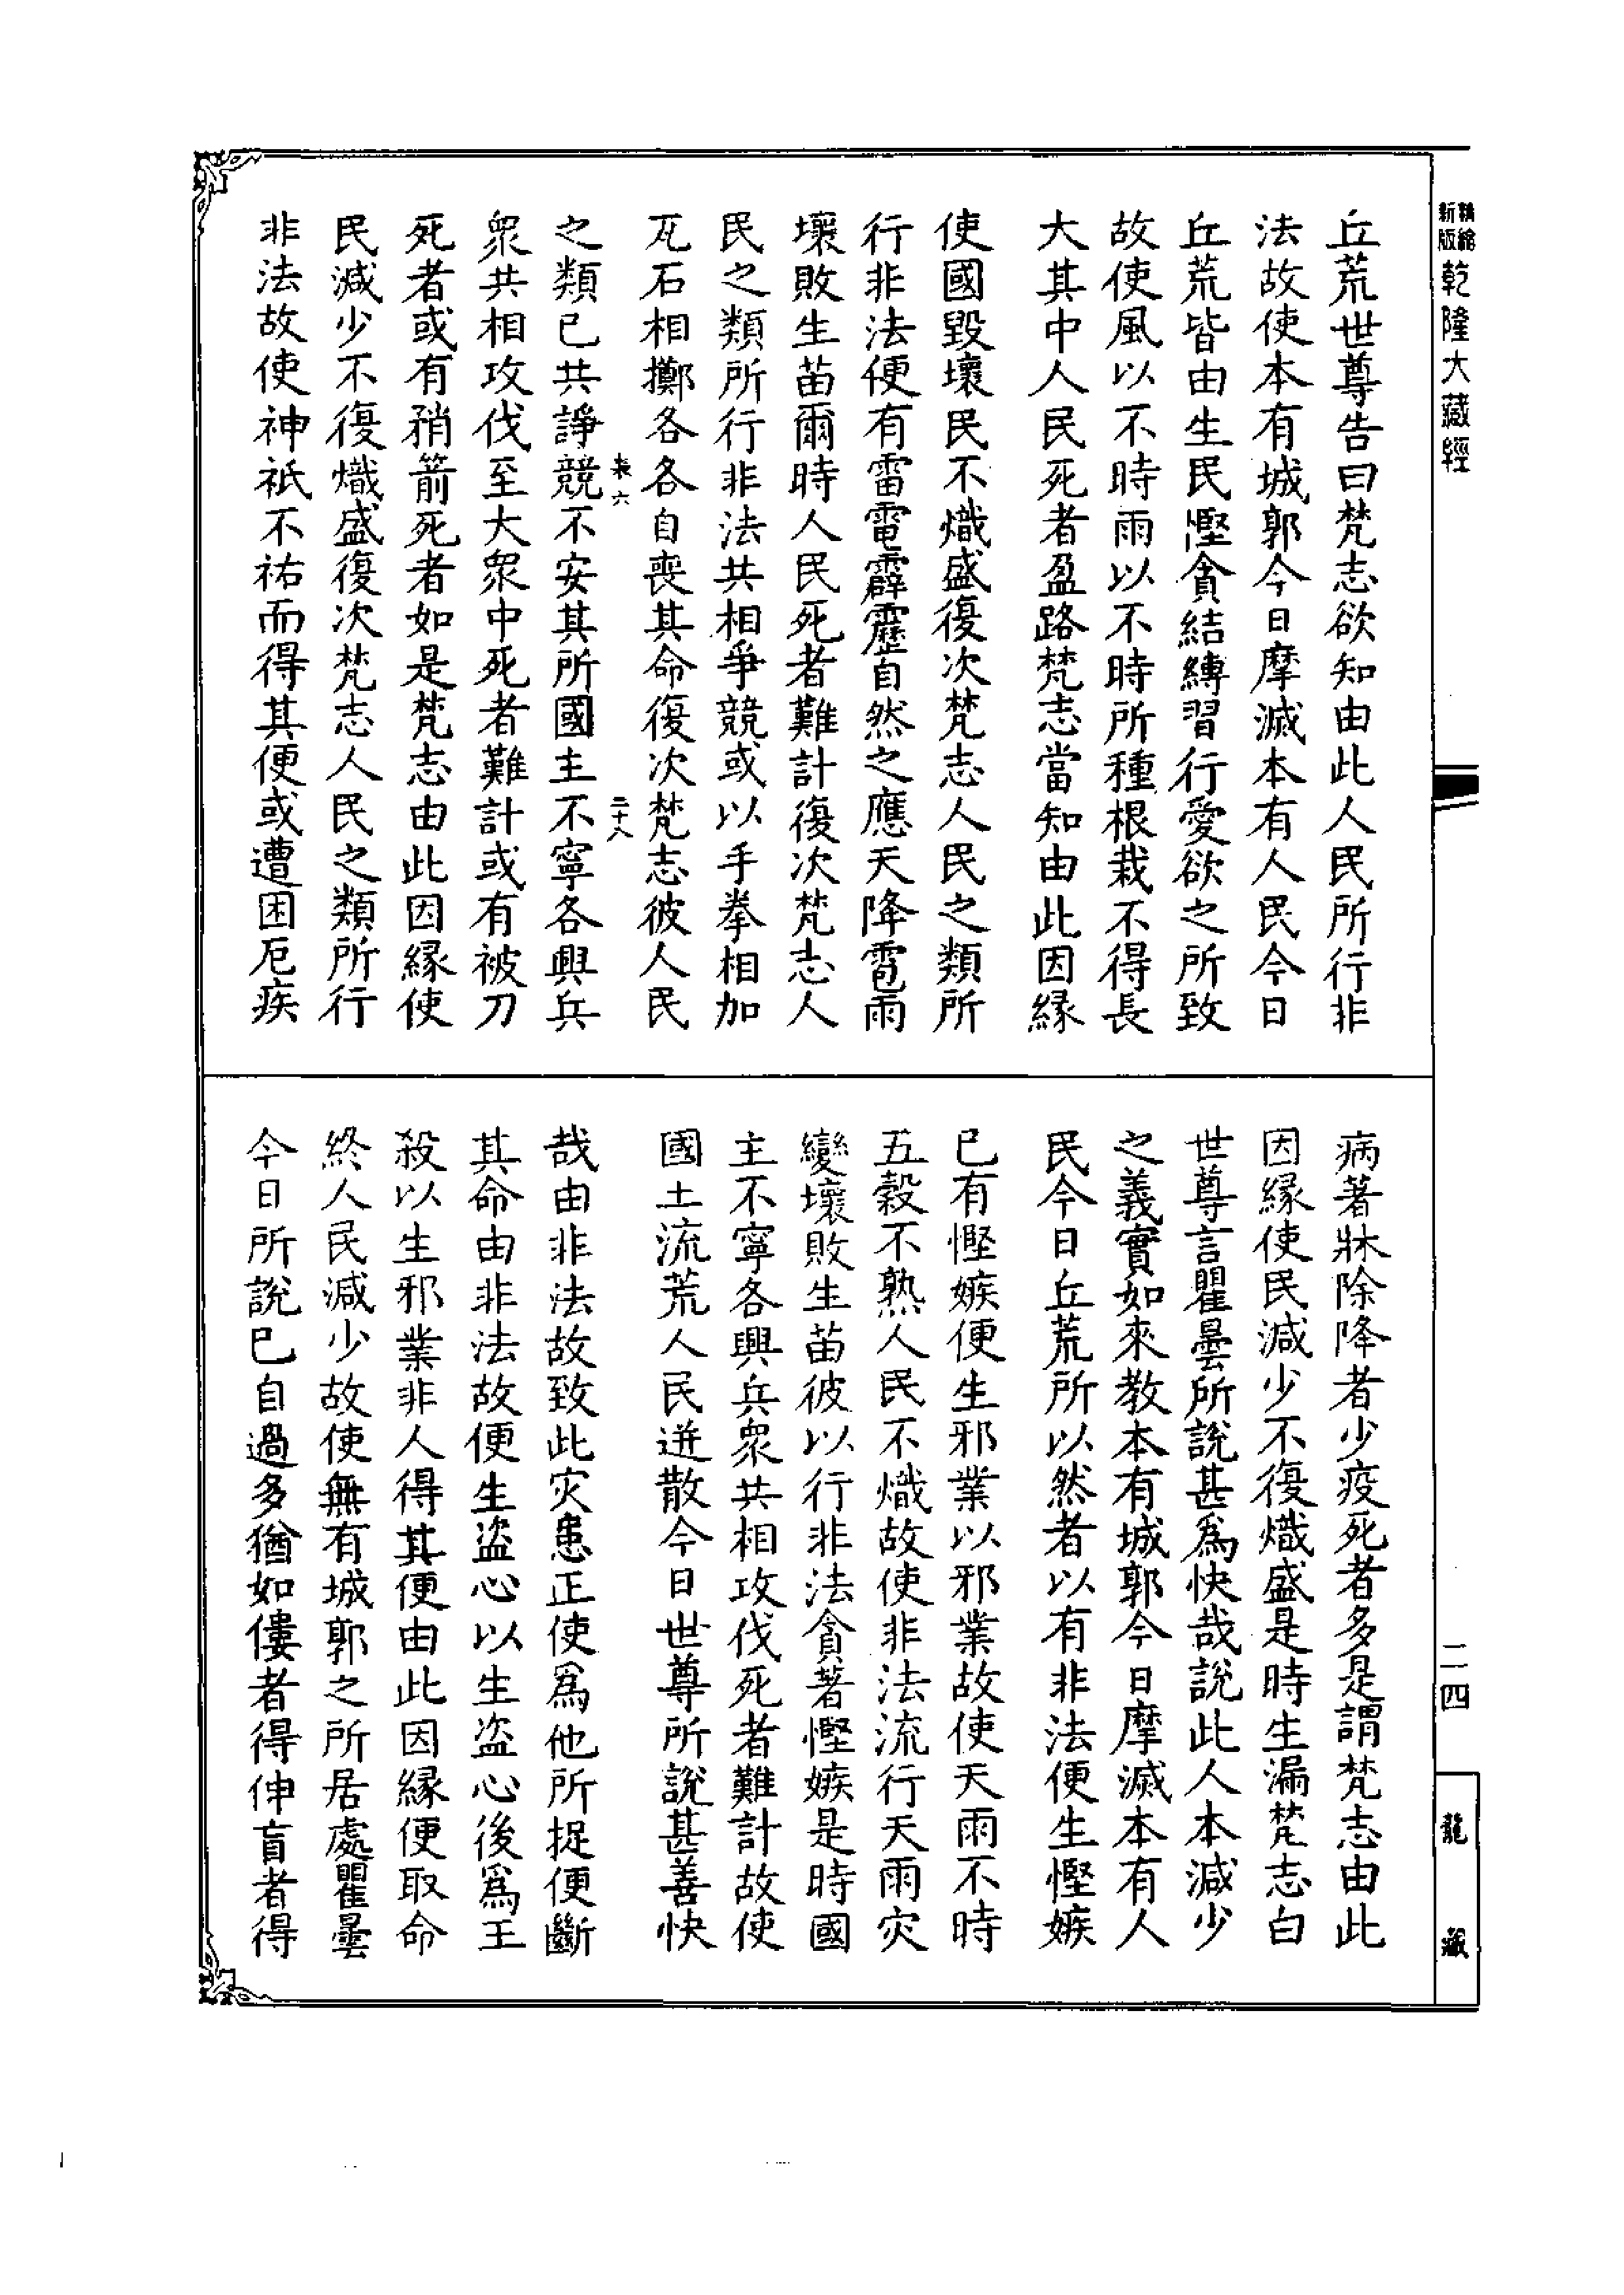 精繪新版乾隆大藏經
二四
龍藏
丘荒世尊告曰梵志欲知由此人民所行非
法故使本有城郭今日摩滅本有人民今日
丘荒皆由生民慳貪結縛習行愛欲之所致
故使風以不時雨以不時所種根栽不得長
大其中人民死者盈路梵志當知由此因緣
使國毀壞民不熾盛復次梵志人民之類所
行非法便有雷電霹靂自然之應天降雹雨
壞敗生苗爾時人民死者難計復次梵志人
民之類所行非法共相爭競或以手拳相加
瓦石相擲各各自喪其命復次梵志彼人民
表六
二十八
之類已共諍競不安其所國主不寧各興兵
衆共相攻伐至大衆中死者難計或有被刀
死者或有矟箭死者如是梵志由此因緣使
民減少不復熾盛復次梵志人民之類所行
非法故使神祇不祐而得其便或遭困厄疾
病著牀除降者少疫死者多是謂梵志由此
因緣使民減少不復熾盛是時生漏梵志白
世尊言瞿曇所說甚爲快哉說此人本減少
之義實如來教本有城郭今日摩滅本有人
民今日丘荒所以然者以有非法便生慳嫉
已有慳嫉便生邪業以邪業故使天雨不時
五穀不熟人民不熾故使非法流行天雨灾
變壞敗生苗彼以行非法貪著慳嫉是時國
主不寧各興兵衆共相攻伐死者難計故使
國土流荒人民迸散今日世尊所說甚善快
哉由非法故致此灾患正使爲他所捉便斷
其命由非法故便生盜心以生盜心後爲王
殺以生邪業非人得其便由此因緣便取命
終人民減少故使無有城郭之所居處瞿曇
今日所說已自過多猶如僂者得伸盲者得